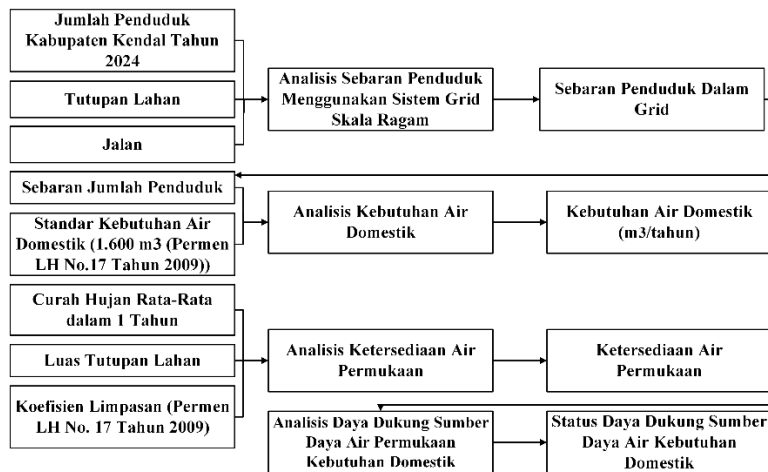 Jumlah Penduduk
Kabupaten Kendal Tahun
2024
Tutupan Lahan
Jalan
Analisis Sebaran Penduduk
Menggunakan Sistem Grid
Skala Ragam
Sebaran Penduduk Dalam
Grid
Sebaran Jumlah Penduduk
Standar Kebutuhan Air
Domestik (1.600 m3 (Permen
LH No.17 Tahun 2009))
Analisis Kebutuhan Air
Domestik
Kebutuhan Air Domestik
(m3/tahun)
Curah Hujan Rata-Rata
dalam 1 Tahun
Luas Tutupan Lahan
Koefisien Limpasan (Permen
LH No. 17 Tahun 2009)
Analisis Ketersediaan Air
Permukaan
Ketersediaan Air
Permukaan
Analisis Daya Dukung Sumber
Daya Air Permukaan
Kebutuhan Domestik
Status Daya Dukung Sumber
Daya Air Kebutuhan
Domestik